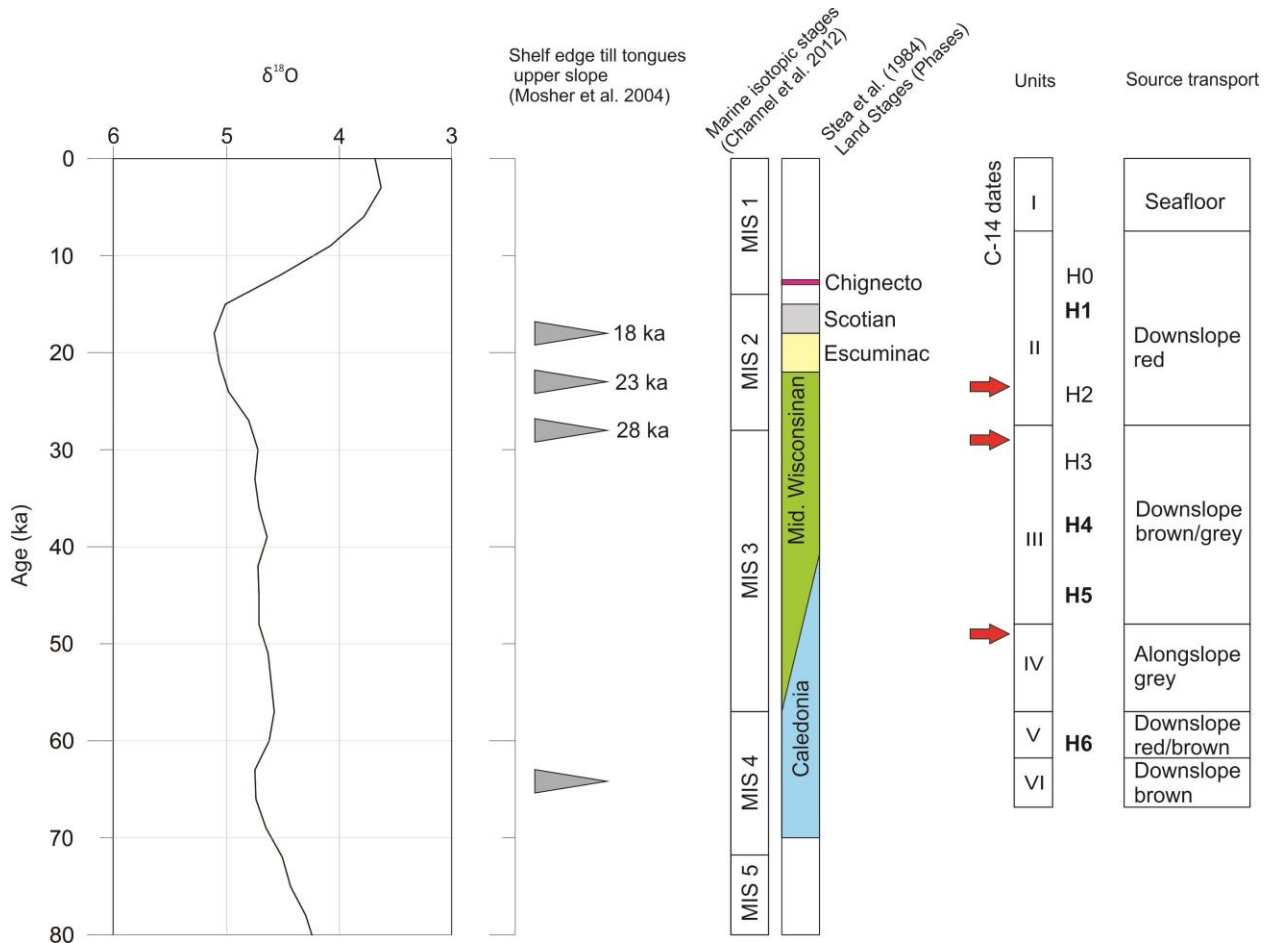 δ18O
6
5
4
3
0
10
20
30
40
50
60
70
80
Age (ka)
Shelf edge till tongues
upper slope
(Mosher et al. 2004)
18 ka
23 ka
28 ka
Marine isotopic stages
(Channel et al. 2012)
MIS 1
MIS 2
MIS 3
MIS 4
MIS 5
Stea et al. (1984)
Land Stages (Phases)
Chignecto
Scotian
Escuminac
Mid. Wisconsinan
Caledonia
C-14 dates
Units
I
II
III
IV
V
VI
H0
H1
H2
H3
H4
H5
H6
Source transport
Seafloor
Downslope
red
Downslope
brown/grey
Alongslope
grey
Downslope
red/brown
Downslope
brown